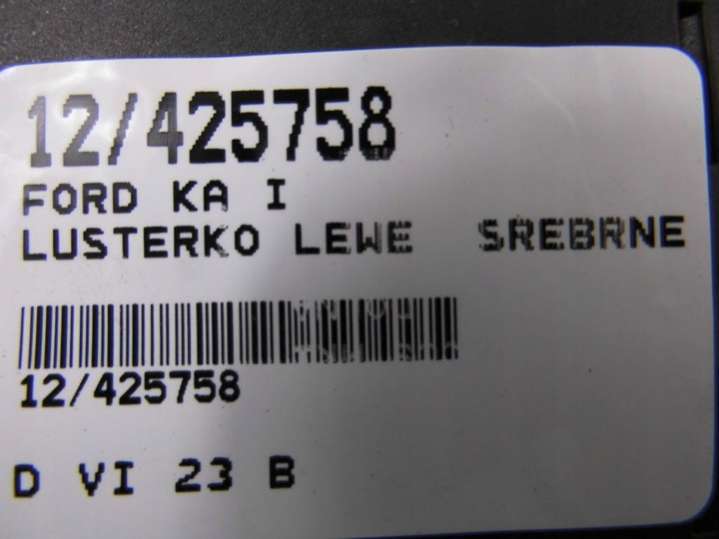 12/425758
FORD KA I
LUSTERKO LEWE SREBRNE
12/425758
D VI 23 B